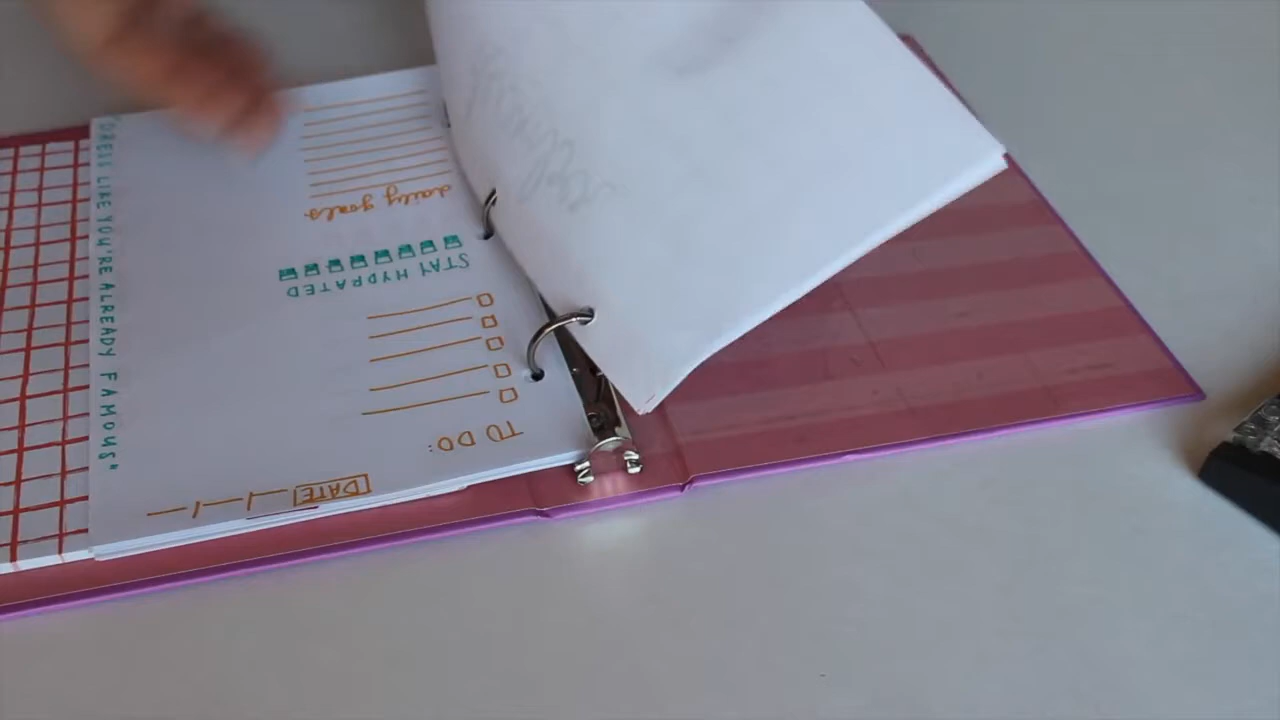 DATE
TO DO:
STAY HYDRATED
daily goals
"DRESS LIKE YOU'RE ALREADY FAMOUS"